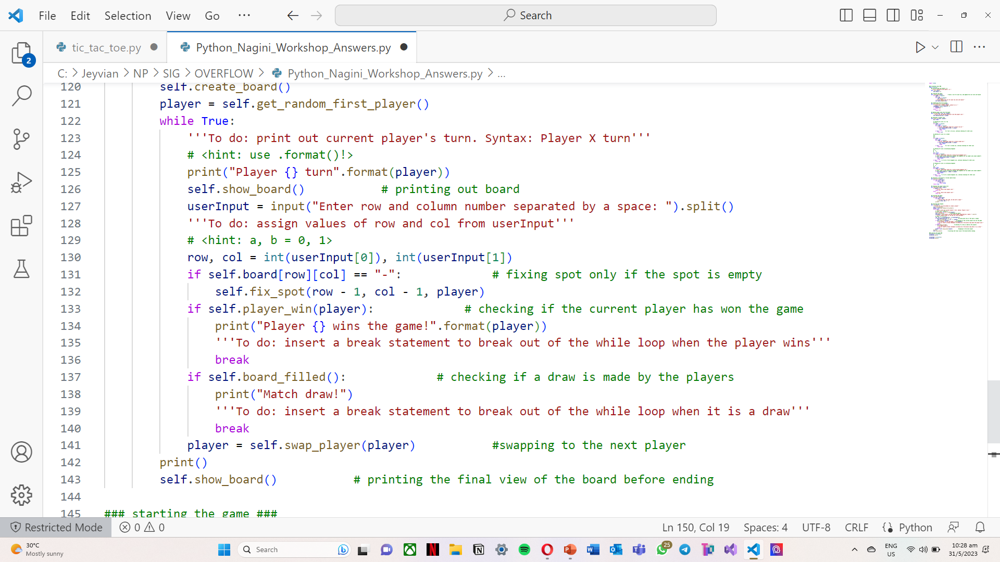 File Edit Selection View Go ··· Search
2
tic_tac_toe.py Python_Nagini_Workshop_Answers.py
C: > Jeyvian > NP > SIG > OVERFLOW > Python_Nagini_Workshop_Answers.py > ...
120 self.create_board()
121 player = self.get_random_first_player()
122 while True:
123 '''To do: print out current player's turn. Syntax: Player X turn'''
124 # <hint: use .format()!>
125 print("Player {} turn".format(player))
126 self.show_board() # printing out board
127 userInput = input("Enter row and column number separated by a space: ").split()
128 '''To do: assign values of row and col from userInput'''
129 # <hint: a, b = 0, 1>
130 row, col = int(userInput[0]), int(userInput[1])
131 if self.board[row][col] == "-": # fixing spot only if the spot is empty
132 self.fix_spot(row - 1, col - 1, player)
133 if self.player_win(player): # checking if the current player has won the game
134 print("Player {} wins the game!".format(player))
135 '''To do: insert a break statement to break out of the while loop when the player wins'''
136 break
137 if self.board_filled(): # checking if a draw is made by the players
138 print("Match draw!")
139 '''To do: insert a break statement to break out of the while loop when it is a draw'''
140 break
141 player = self.swap_player(player) #swapping to the next player
142 print()
143 self.show_board() # printing the final view of the board before ending
144
145 ### starting the game ###
Restricted Mode 0 0 Ln 150, Col 19 Spaces: 4 UTF-8 CRLF Python
30°C
Mostly sunny
Search
25
ENG
US
10:28 am
31/5/2023